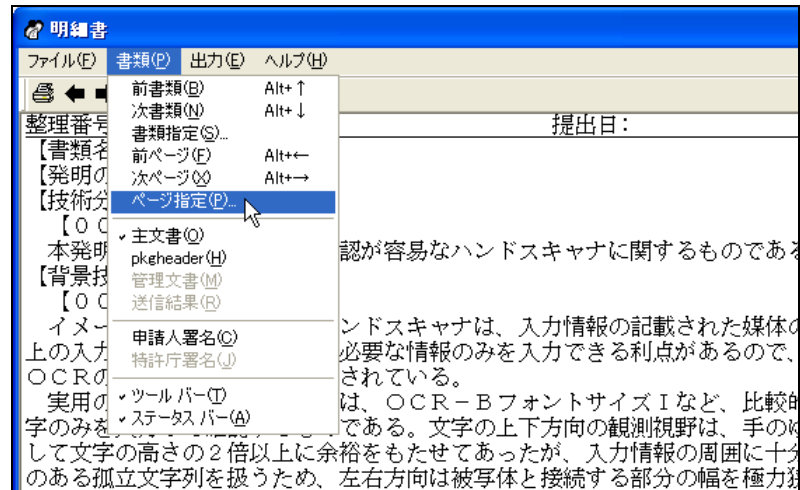 明細書
ファイル(F) 書類(P) 出力(E) ヘルプ(H)
前書類(B) Alt+↑
次書類(N) Alt+↓
書類指定(S)...
前ページ(F) Alt+←
次ページ(X) Alt+→
ページ指定(P)...
✓主文書(O)
pkgheader(H)
管理文書(M)
送信結果(R)
申請人署名(C)
特許庁署名(J)
✓ツール バー(T)
✓ステータス バー(A)
整理番号 提出日：
【書類名
【発明の
【技術分
【００
本発明 認が容易なハンドスキャナに関するものである
【背景技
【００
イメー ンドスキャナは、入力情報の記載された媒体の
上の入力 必要な情報のみを入力できる利点があるので、
ＯＣＲの されている。
実用の は、ＯＣＲ－ＢフォントサイズⅠなど、比較的
字のみを である。文字の上下方向の観測視野は、手のゆ
して文字の高さの２倍以上に余裕をもたせてあったが、入力情報の周囲に十分
のある孤立文字列を扱うため、左右方向は被写体と接続する部分の幅を極力狭